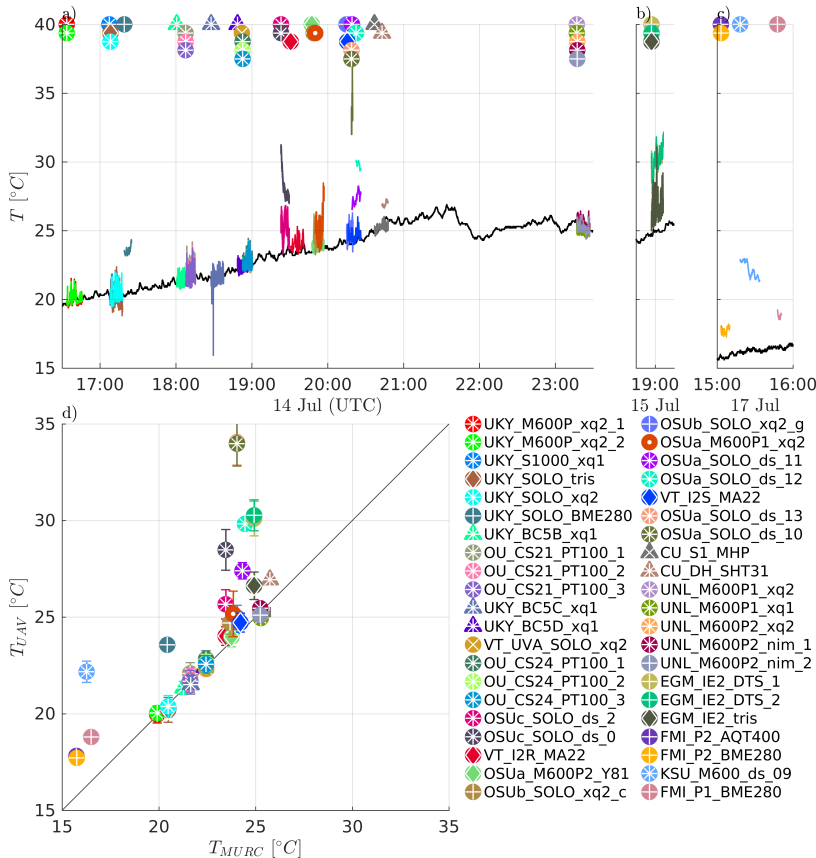 a)
b)
c)
40
35
30
25
20
15
T [°C]
17:00
18:00
19:00
20:00
21:00
22:00
23:00
14 Jul (UTC)
19:00
15 Jul
15:00
16:00
17 Jul
d)
35
30
25
20
15
T_UAV [°C]
15
20
25
30
35
T_MURC [°C]
UKY_M600P_xq2_1
UKY_M600P_xq2_2
UKY_S1000_xq1
UKY_SOLO_tris
UKY_SOLO_xq2
UKY_SOLO_BME280
UKY_BC5B_xq1
OU_CS21_PT100_1
OU_CS21_PT100_2
OU_CS21_PT100_3
UKY_BC5C_xq1
UKY_BC5D_xq1
VT_UVA_SOLO_xq2
OU_CS24_PT100_1
OU_CS24_PT100_2
OU_CS24_PT100_3
OSUc_SOLO_ds_2
OSUc_SOLO_ds_0
VT_I2R_MA22
OSUa_M600P2_Y81
OSUb_SOLO_xq2_c
OSUb_SOLO_xq2_g
OSUa_M600P1_xq2
OSUa_SOLO_ds_11
OSUa_SOLO_ds_12
VT_I2S_MA22
OSUa_SOLO_ds_13
OSUa_SOLO_ds_10
CU_S1_MHP
CU_DH_SHT31
UNL_M600P1_xq2
UNL_M600P1_xq1
UNL_M600P2_xq2
UNL_M600P2_nim_1
UNL_M600P2_nim_2
EGM_IE2_DTS_1
EGM_IE2_DTS_2
EGM_IE2_tris
FMI_P2_AQT400
FMI_P2_BME280
KSU_M600_ds_09
FMI_P1_BME280